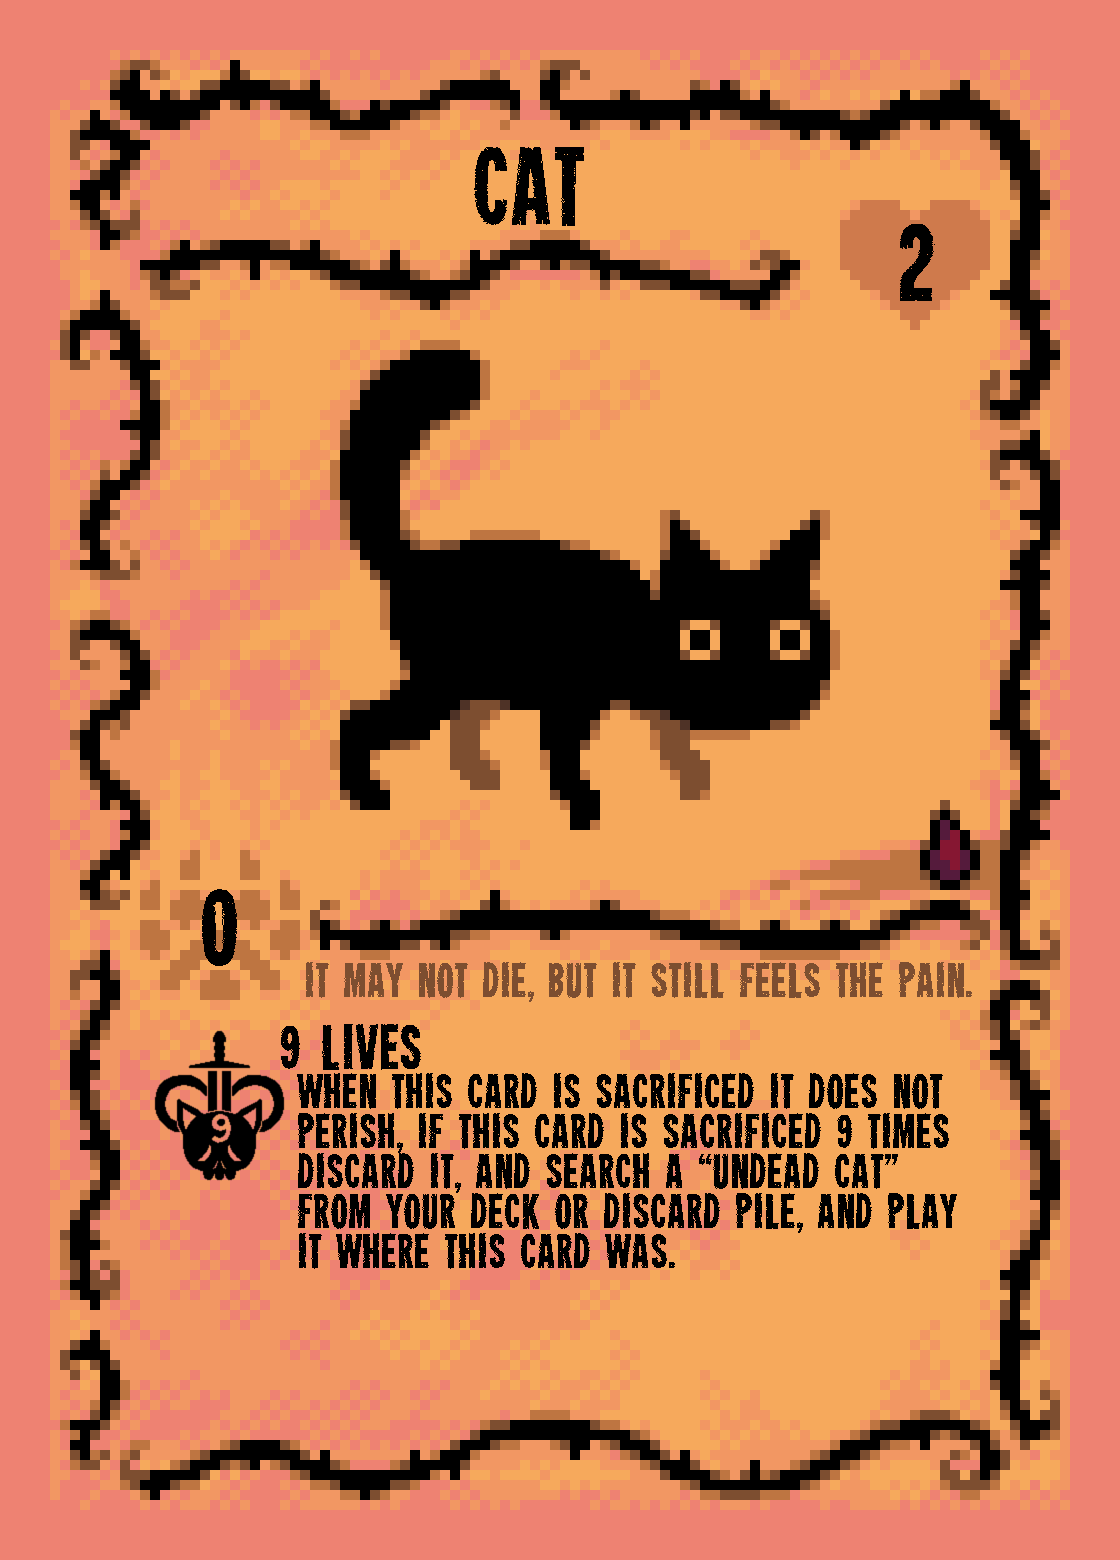 CAT
2
0
IT MAY NOT DIE, BUT IT STILL FEELS THE PAIN.
9 LIVES
9
WHEN THIS CARD IS SACRIFICED IT DOES NOT
PERISH, IF THIS CARD IS SACRIFICED 9 TIMES
DISCARD IT, AND SEARCH A “UNDEAD CAT”
FROM YOUR DECK OR DISCARD PILE, AND PLAY
IT WHERE THIS CARD WAS.